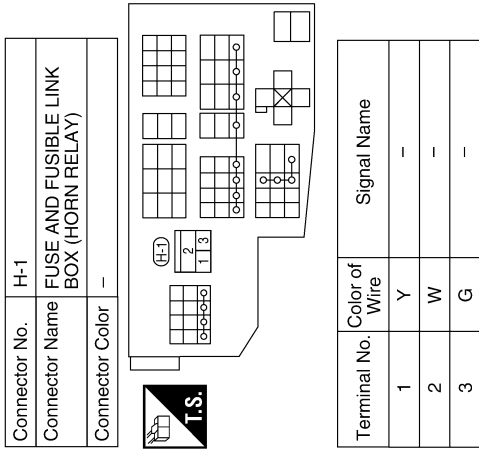 Connector No. H-1
Connector Name FUSE AND FUSIBLE LINK
BOX (HORN RELAY)
Connector Color –
T.S.
H-1
2
1 3
Terminal No. Color of Wire Signal Name
1 Y –
2 W –
3 G –